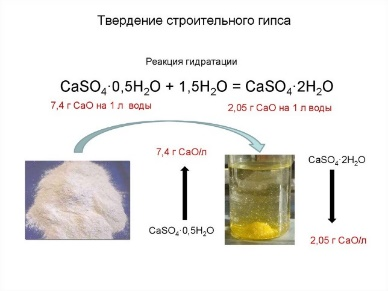 Твердение строительного гипса
Реакция гидратации
CaSO₄·0,5H₂O + 1,5H₂O = CaSO₄·2H₂O
7,4 г CaO на 1 л воды
2,05 г CaO на 1 л воды
7,4 г CaO/л
CaSO₄·2H₂O
CaSO₄·0,5H₂O
2,05 г CaO/л